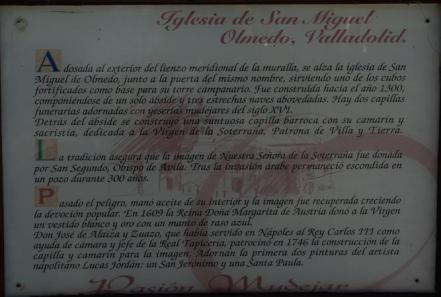 Iglesia de San Miguel
Olmedo, Valladolid.
Adosada al exterior del lienzo meridional de la muralla, se alza la iglesia de San
Miguel de Olmedo, junto a la puerta del mismo nombre, sirviendo uno de los cubos
fortificados como base para su torre campanario. Fue construída hacia el año 1300,
componiéndose de un solo ábside y tres estrechas naves abovedadas. Hay dos capillas
funerarias adornadas con yeserías mudejares del siglo XVI.
Detrás del ábside se construyó una suntuosa capilla barroca con su camarín y
sacristía, dedicada a la Virgen de la Soterraña, Patrona de Villa y Tierra.
La tradición asegura que la imagen de Nuestra Señora de la Soterraña fue donada
por San Segundo, Obispo de Avila. Tras la invasión árabe permaneció escondida en
un pozo durante 300 años.
Pasado el peligro, manó aceite de su interior y la imagen fue recuperada creciendo
la devoción popular. En 1609 la Reina Doña Margarita de Austria donó a la Virgen
un vestido blanco y oro con un manto de raso azul.
Don José de Alaiza y Zuazo, que había servido en Nápoles al Rey Carlos III como
ayuda de cámara y jefe de la Real Tapicería, patrocinó en 1746 la construcción de la
capilla y camarín para la imagen. Adornan la primera dos pinturas del artista
napolitano Lucas Jordán: un San Jerónimo y una Santa Paula.
Pasión Mudejar